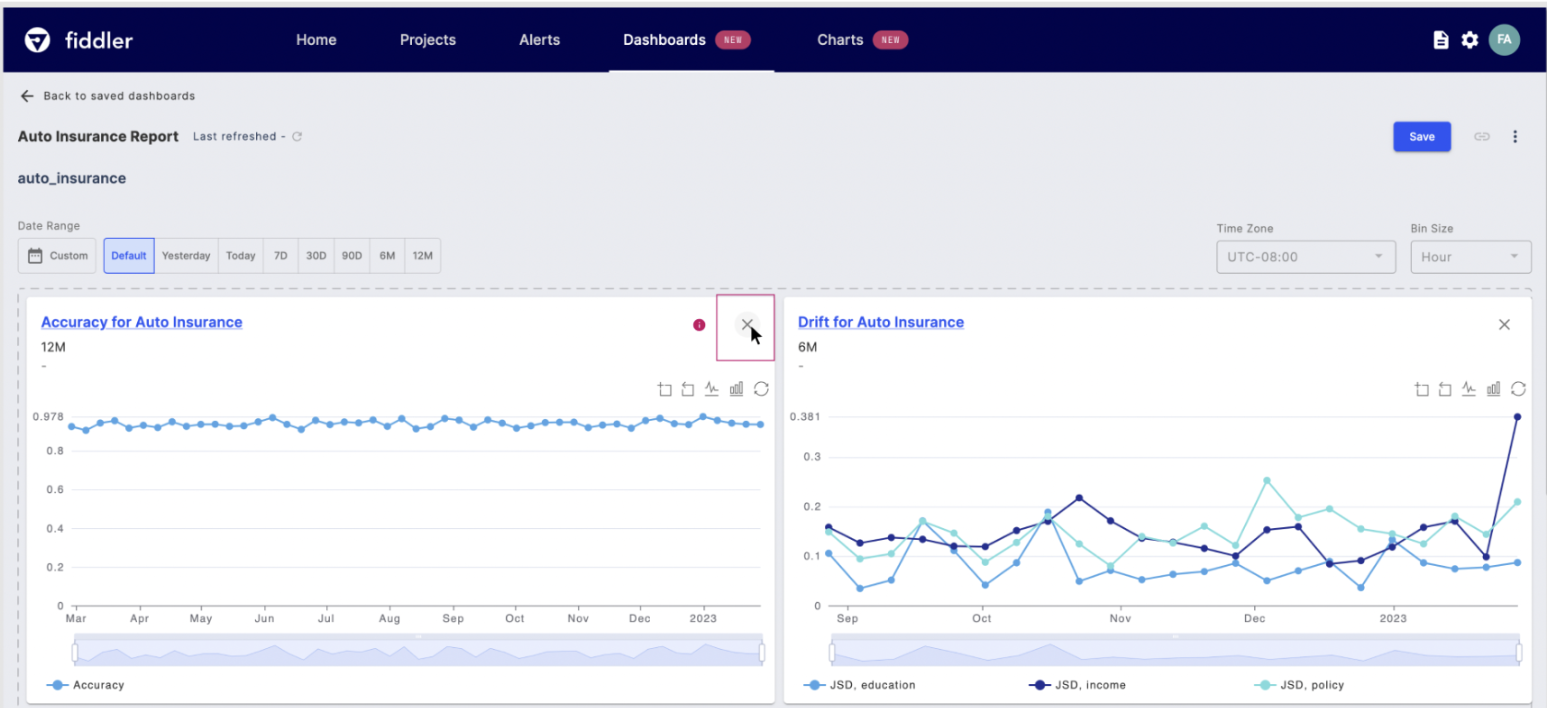 fiddler Home Projects Alerts Dashboards NEW Charts NEW FA
Back to saved dashboards
Auto Insurance Report Last refreshed - Save
auto_insurance
Date Range Time Zone Bin Size
Custom Default Yesterday Today 7D 30D 90D 6M 12M UTC-08:00 Hour
Accuracy for Auto Insurance
12M
-
0.978
0.8
0.6
0.4
0.2
0
Mar Apr May Jun Jul Aug Sep Oct Nov Dec 2023
Accuracy
Drift for Auto Insurance
6M
-
0.381
0.3
0.2
0.1
0
Sep Oct Nov Dec 2023
JSD, education JSD, income JSD, policy